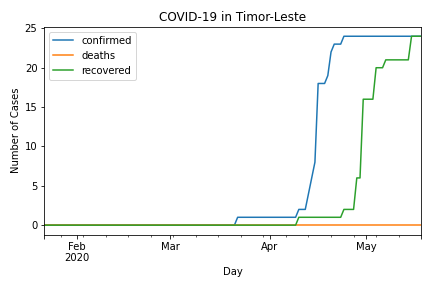 COVID-19 in Timor-Leste
confirmed
deaths
recovered
25
20
15
10
5
0
Number of Cases
Feb
2020
Mar
Apr
May
Day